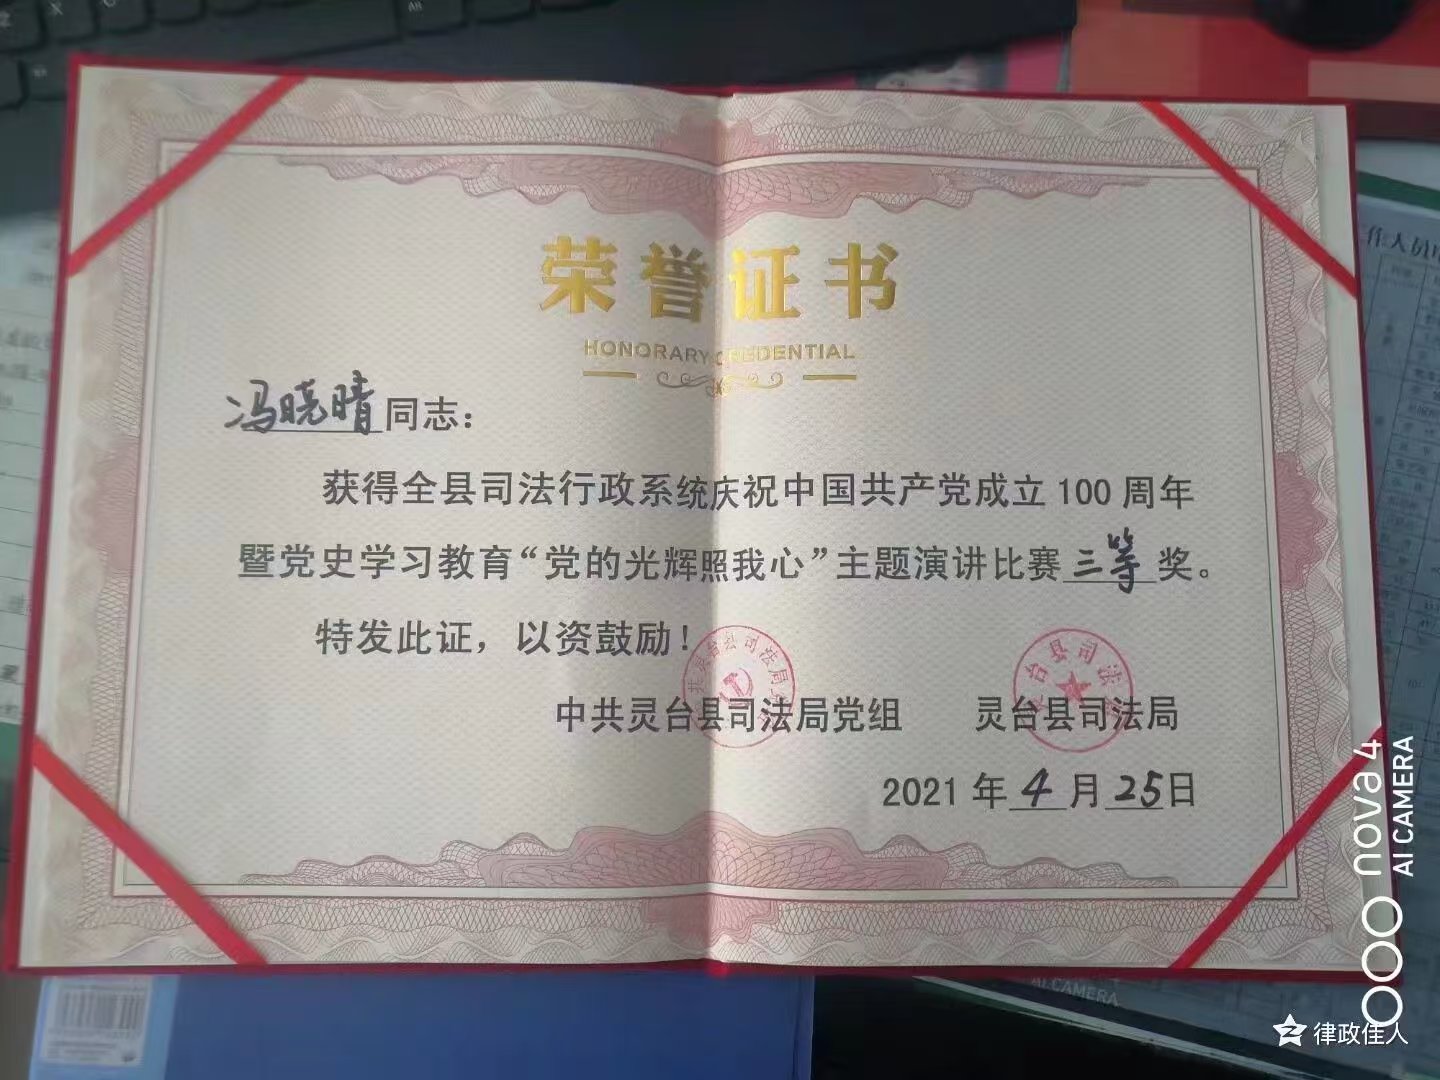 荣誉证书
HONORARY CREDENTIAL
冯晓晴同志：
获得全县司法行政系统庆祝中国共产党成立100周年
暨党史学习教育“党的光辉照我心”主题演讲比赛三等奖。
特发此证，以资鼓励！
中共灵台县司法局党组 灵台县司法局
2021年4月25日
nova 4
AI CAMERA
AI CAMERA
律政佳人